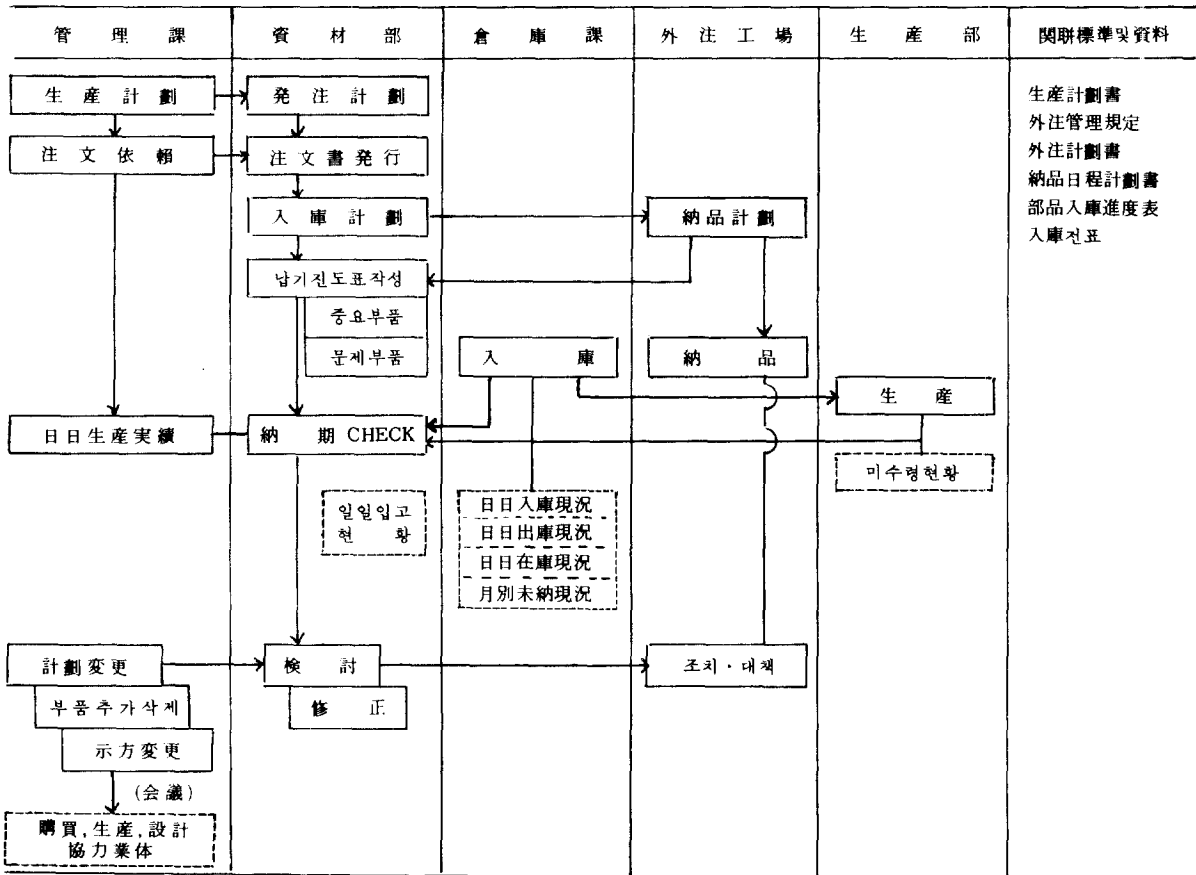 管理課
資材部
倉庫課
外注工場
生産部
関联標準및資料
生産計劃
発注計劃
生産計劃書
外注管理規定
外注計劃書
納品日程計劃書
部品入庫進度表
入庫전표
注文依賴
注文書発行
入庫計劃
納品計劃
납기진도표작성
중요부품
문제부품
入庫
納品
生産
日日生産実績
納期 CHECK
미수령현황
일일입고
현황
日日入庫現況
日日出庫現況
日日在庫現況
月別未納現況
計劃変更
検討
조치·대책
部品추가삭제
修正
示方変更
(会議)
購買,生産,設計
協力業体